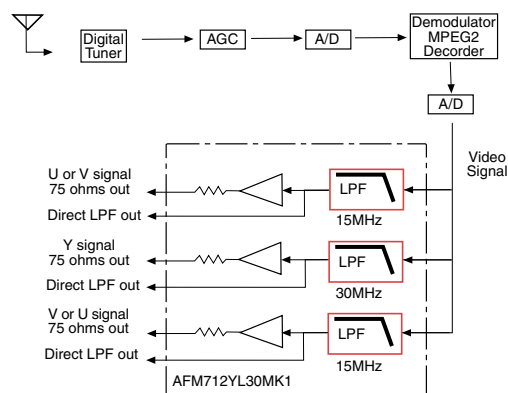 Digital
Tuner
AGC
A/D
Demodulator
MPEG2
Decorder
A/D
Video
Signal
U or V signal
75 ohms out
Direct LPF out
LPF
15MHz
Y signal
75 ohms out
Direct LPF out
LPF
30MHz
V or U signal
75 ohms out
Direct LPF out
LPF
15MHz
AFM712YL30MK1